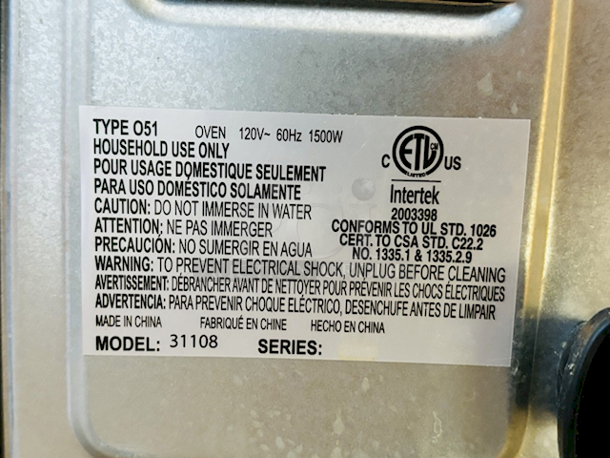 TYPE O51 OVEN 120V~ 60Hz 1500W
HOUSEHOLD USE ONLY
POUR USAGE DOMESTIQUE SEULEMENT
PARA USO DOMÉSTICO SOLAMENTE
CAUTION: DO NOT IMMERSE IN WATER
ATTENTION: NE PAS IMMERGER
PRECAUCIÓN: NO SUMERGIR EN AGUA
WARNING: TO PREVENT ELECTRICAL SHOCK, UNPLUG BEFORE CLEANING
AVERTISSEMENT: DÉBRANCHER AVANT DE NETTOYER POUR PRÉVENIR LES CHOCS ÉLECTRIQUES
ADVERTENCIA: PARA PREVENIR CHOQUE ELÉCTRICO, DESENCHUFE ANTES DE LIMPIAR
MADE IN CHINA FABRIQUÉ EN CHINE HECHO EN CHINA
MODEL: 31108 SERIES:
C ETL CM US
LISTED
Intertek
2003398
CONFORMS TO UL STD. 1026
CERT. TO CSA STD. C22.2
NO. 1335.1 & 1335.2.9